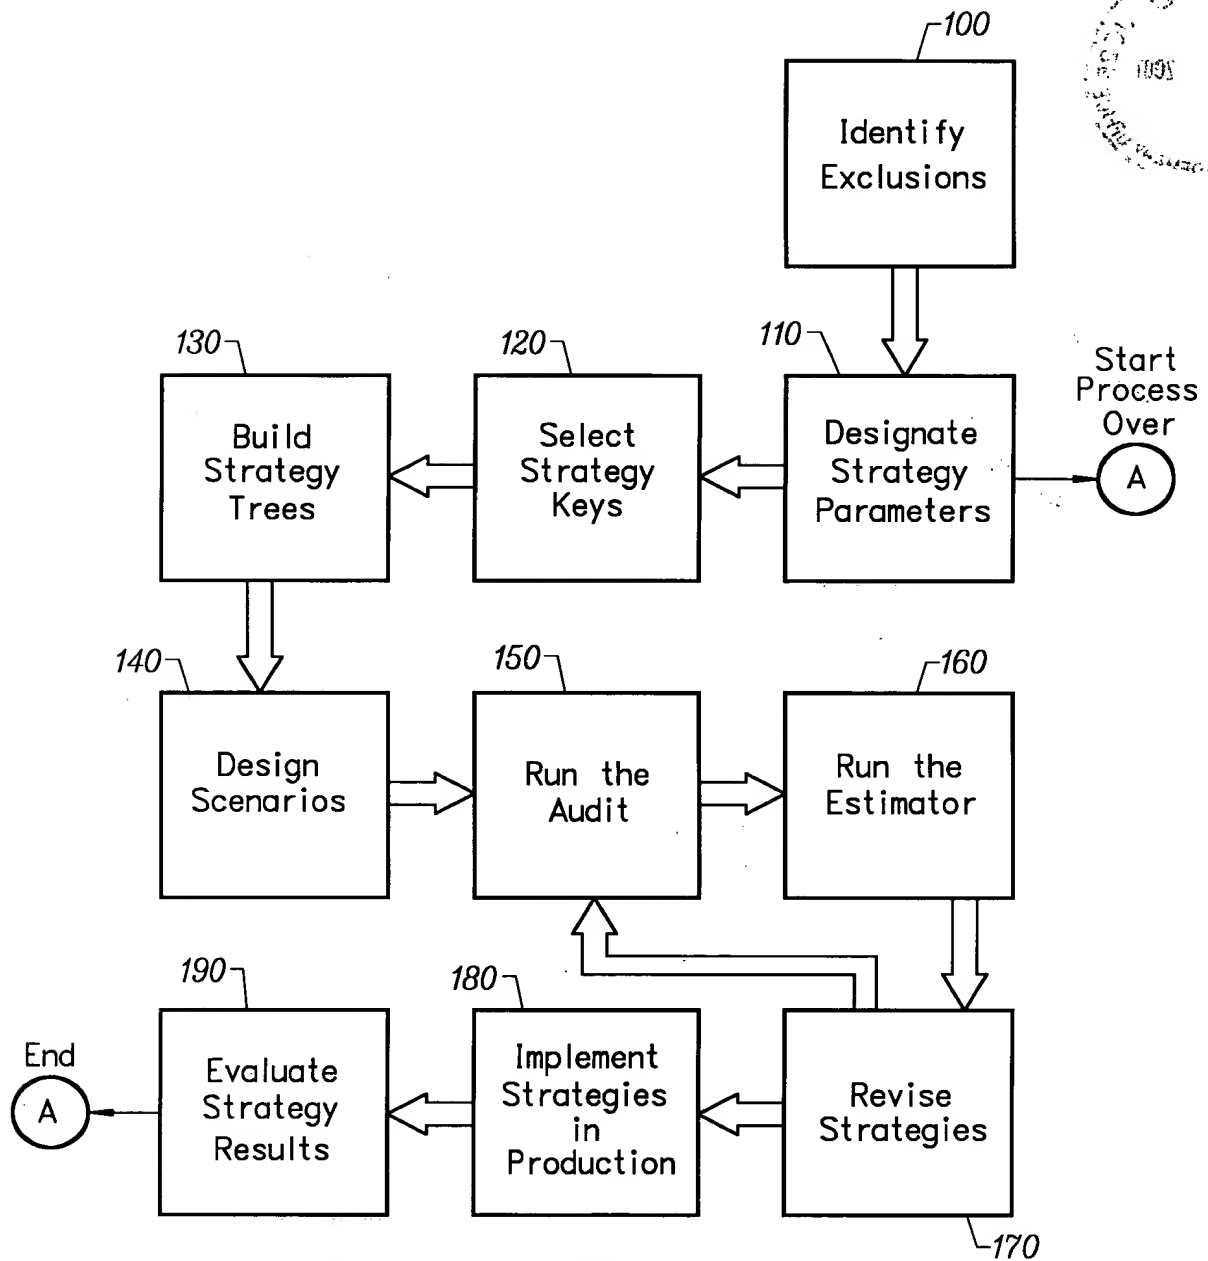 100
Identify
Exclusions
130
120
110
Start
Process
Over
Build
Strategy
Trees
Select
Strategy
Keys
Designate
Strategy
Parameters
A
140
150
160
Design
Scenarios
Run the
Audit
Run the
Estimator
190
180
End
A
Evaluate
Strategy
Results
Implement
Strategies
in
Production
Revise
Strategies
170